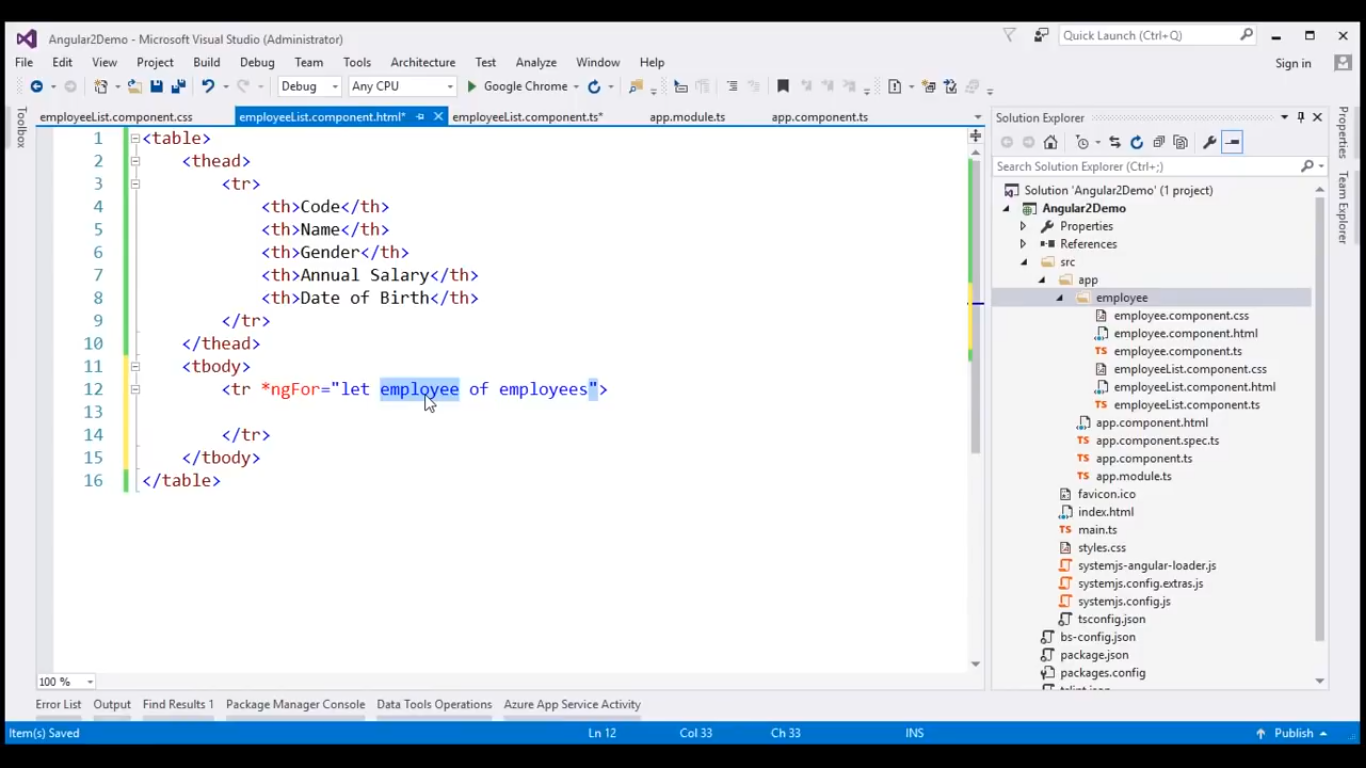 Angular2Demo - Microsoft Visual Studio (Administrator)
Quick Launch (Ctrl+Q)
File Edit View Project Build Debug Team Tools Architecture Test Analyze Window Help
Sign in
Debug Any CPU Google Chrome
employeeList.component.css employeeList.component.html* employeeList.component.ts* app.module.ts app.component.ts
Toolbox
1 <table>
2 <thead>
3 <tr>
4 <th>Code</th>
5 <th>Name</th>
6 <th>Gender</th>
7 <th>Annual Salary</th>
8 <th>Date of Birth</th>
9 </tr>
10 </thead>
11 <tbody>
12 <tr *ngFor="let employee of employees">
13
14 </tr>
15 </tbody>
16 </table>
100 %
Solution Explorer
Search Solution Explorer (Ctrl+;)
Solution 'Angular2Demo' (1 project)
Angular2Demo
Properties
References
src
app
employee
employee.component.css
employee.component.html
TS employee.component.ts
employeeList.component.css
employeeList.component.html
TS employeeList.component.ts
app.component.html
TS app.component.spec.ts
TS app.component.ts
TS app.module.ts
favicon.ico
index.html
TS main.ts
styles.css
systemjs-angular-loader.js
systemjs.config.extras.js
systemjs.config.js
tsconfig.json
bs-config.json
package.json
packages.config
Properties
Team Explorer
Error List Output Find Results 1 Package Manager Console Data Tools Operations Azure App Service Activity
Item(s) Saved Ln 12 Col 33 Ch 33 INS Publish